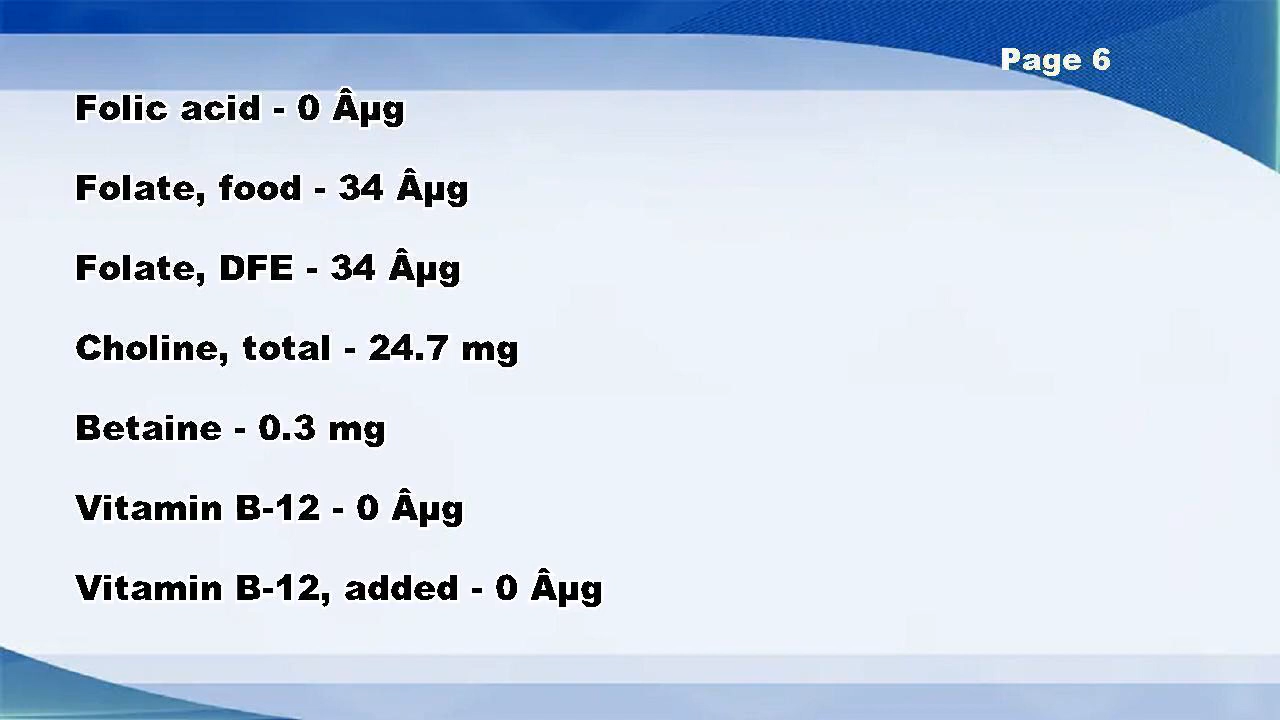 Page 6
Folic acid - 0 Âµg
Folate, food - 34 Âµg
Folate, DFE - 34 Âµg
Choline, total - 24.7 mg
Betaine - 0.3 mg
Vitamin B-12 - 0 Âµg
Vitamin B-12, added - 0 Âµg